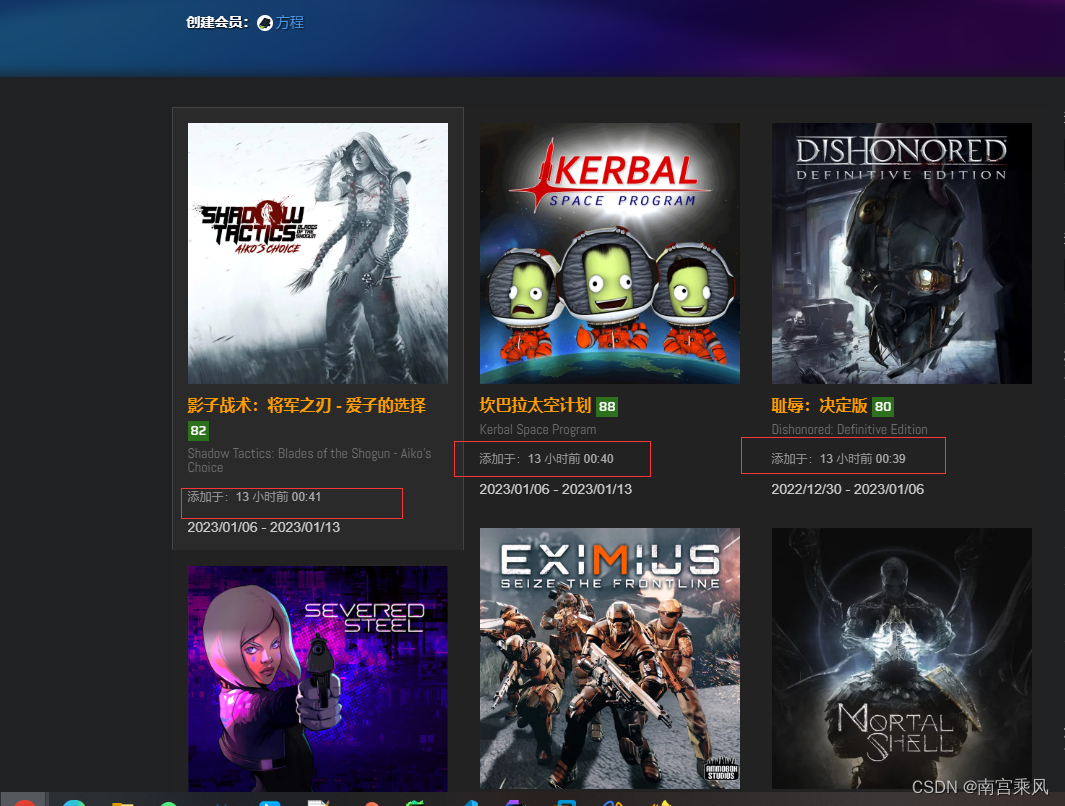 创建会员： 方程
SHADOW
TACTICS
BLADES
OF THE
SHOGUN
AIKO'S CHOICE
影子战术：将军之刃 - 爱子的选择
82
Shadow Tactics: Blades of the Shogun - Aiko's
Choice
添加于： 13 小时前 00:41
2023/01/06 - 2023/01/13
KERBAL
SPACE PROGRAM
坎巴拉太空计划 88
Kerbal Space Program
添加于： 13 小时前 00:40
2023/01/06 - 2023/01/13
DISHONORED
DEFINITIVE EDITION
耻辱：决定版 80
Dishonored: Definitive Edition
添加于： 13 小时前 00:39
2022/12/30 - 2023/01/06
SEVERED
STEEL
EXIMIUS
SEIZE THE FRONTLINE
AMMOBOX
STUDIOS
MORTAL
SHELL
CSDN @南宫乘风